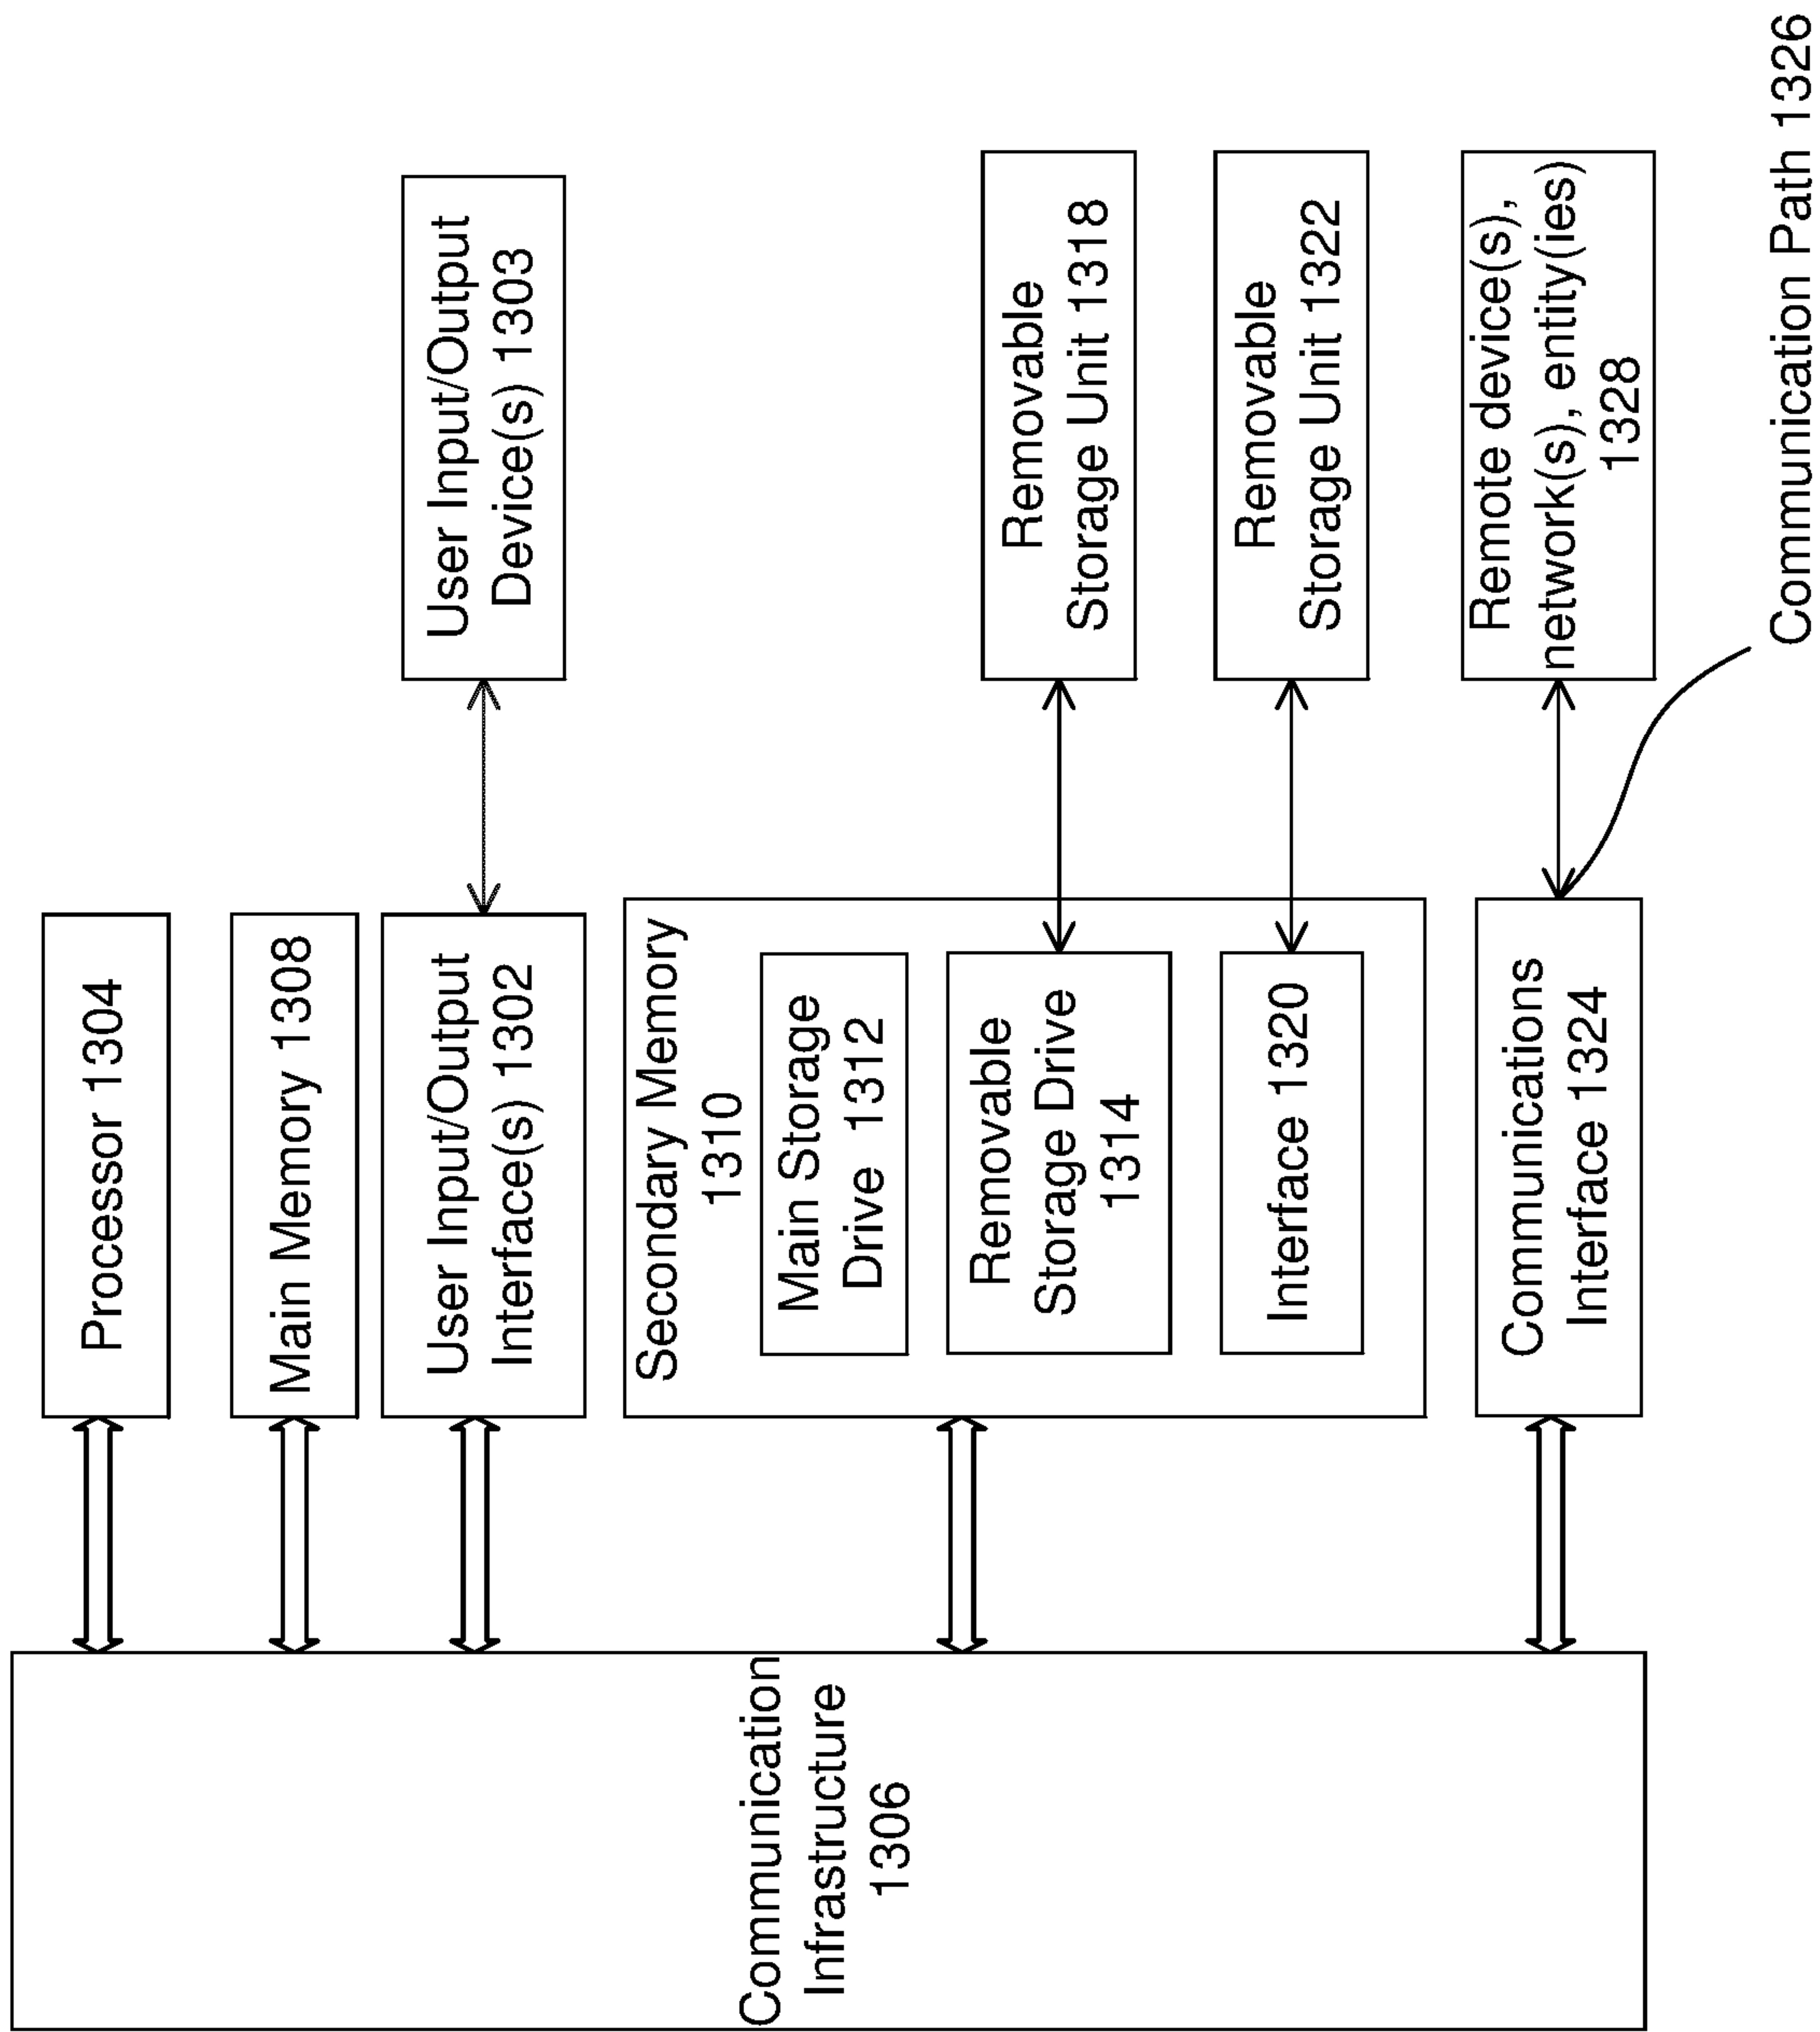 Processor 1304
Main Memory 1308
User Input/Output
Interface(s) 1302
User Input/Output
Device(s) 1303
Secondary Memory
1310
Main Storage
Drive 1312
Removable
Storage Drive
1314
Removable
Storage Unit 1318
Interface 1320
Removable
Storage Unit 1322
Communications
Interface 1324
Remote device(s),
network(s), entity(ies)
1328
Communication Path 1326
Communication
Infrastructure
1306